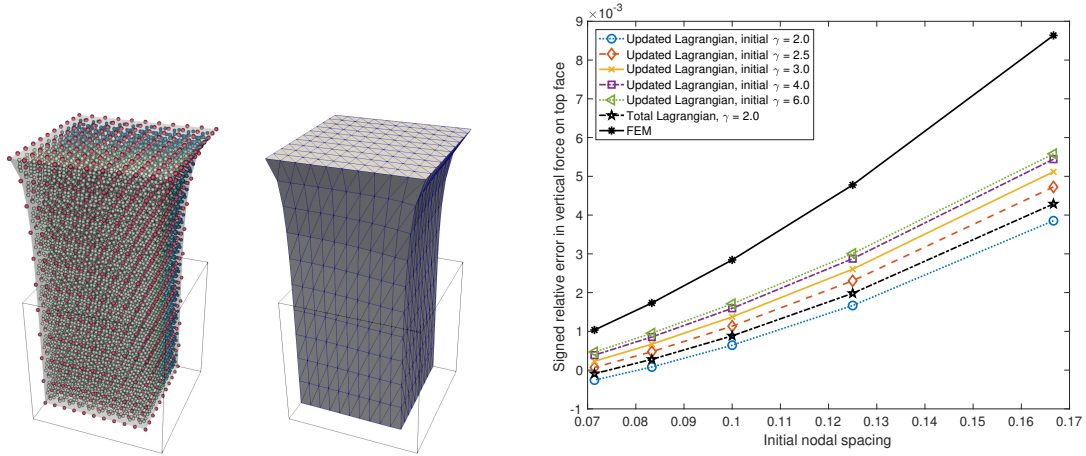 ×10⁻³
9
8
7
6
5
4
3
2
1
0
-1
Signed relative error in vertical force on top face
Updated Lagrangian, initial γ = 2.0
Updated Lagrangian, initial γ = 2.5
Updated Lagrangian, initial γ = 3.0
Updated Lagrangian, initial γ = 4.0
Updated Lagrangian, initial γ = 6.0
Total Lagrangian, γ = 2.0
FEM
0.07 0.08 0.09 0.1 0.11 0.12 0.13 0.14 0.15 0.16 0.17
Initial nodal spacing